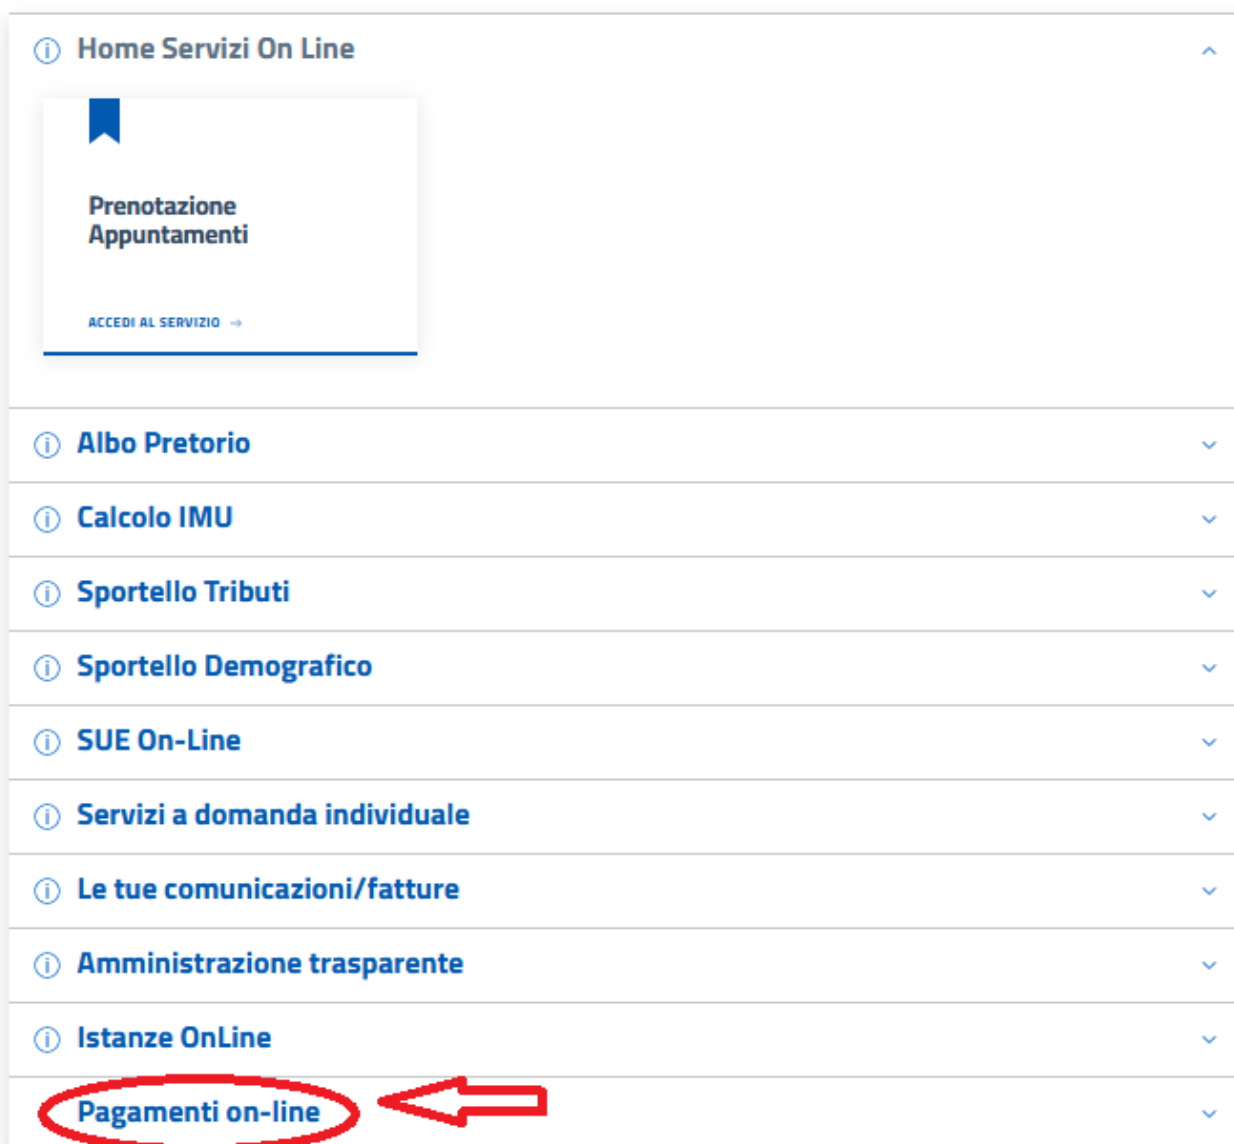 Home Servizi On Line
Prenotazione
Appuntamenti
ACCEDI AL SERVIZIO →
Albo Pretorio
Calcolo IMU
Sportello Tributi
Sportello Demografico
SUE On-Line
Servizi a domanda individuale
Le tue comunicazioni/fatture
Amministrazione trasparente
Istanze OnLine
Pagamenti on-line